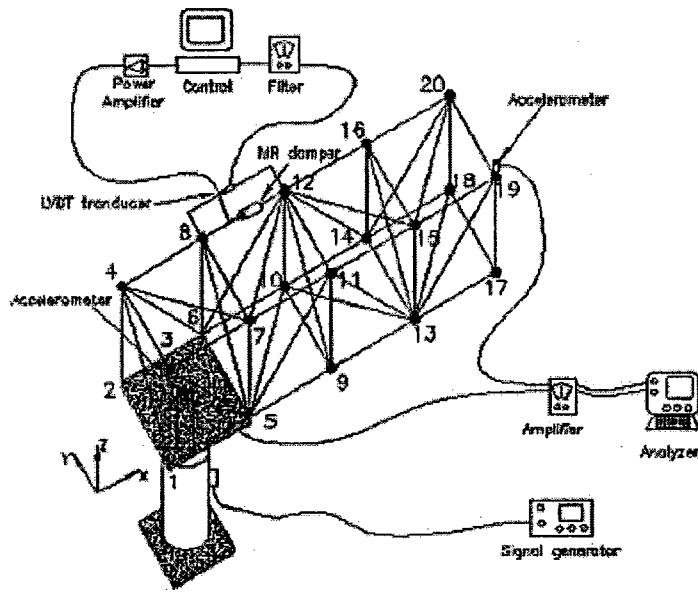 Power
Amplifier
Control
Filter
20
Accelerometer
16
MR damper
12
LVDT tranducer
18
19
8
14
15
4
10
11
17
Accelerometer
3
6
7
13
2
9
5
Amplifier
Analyzer
Y
z
x
1
Signal generator